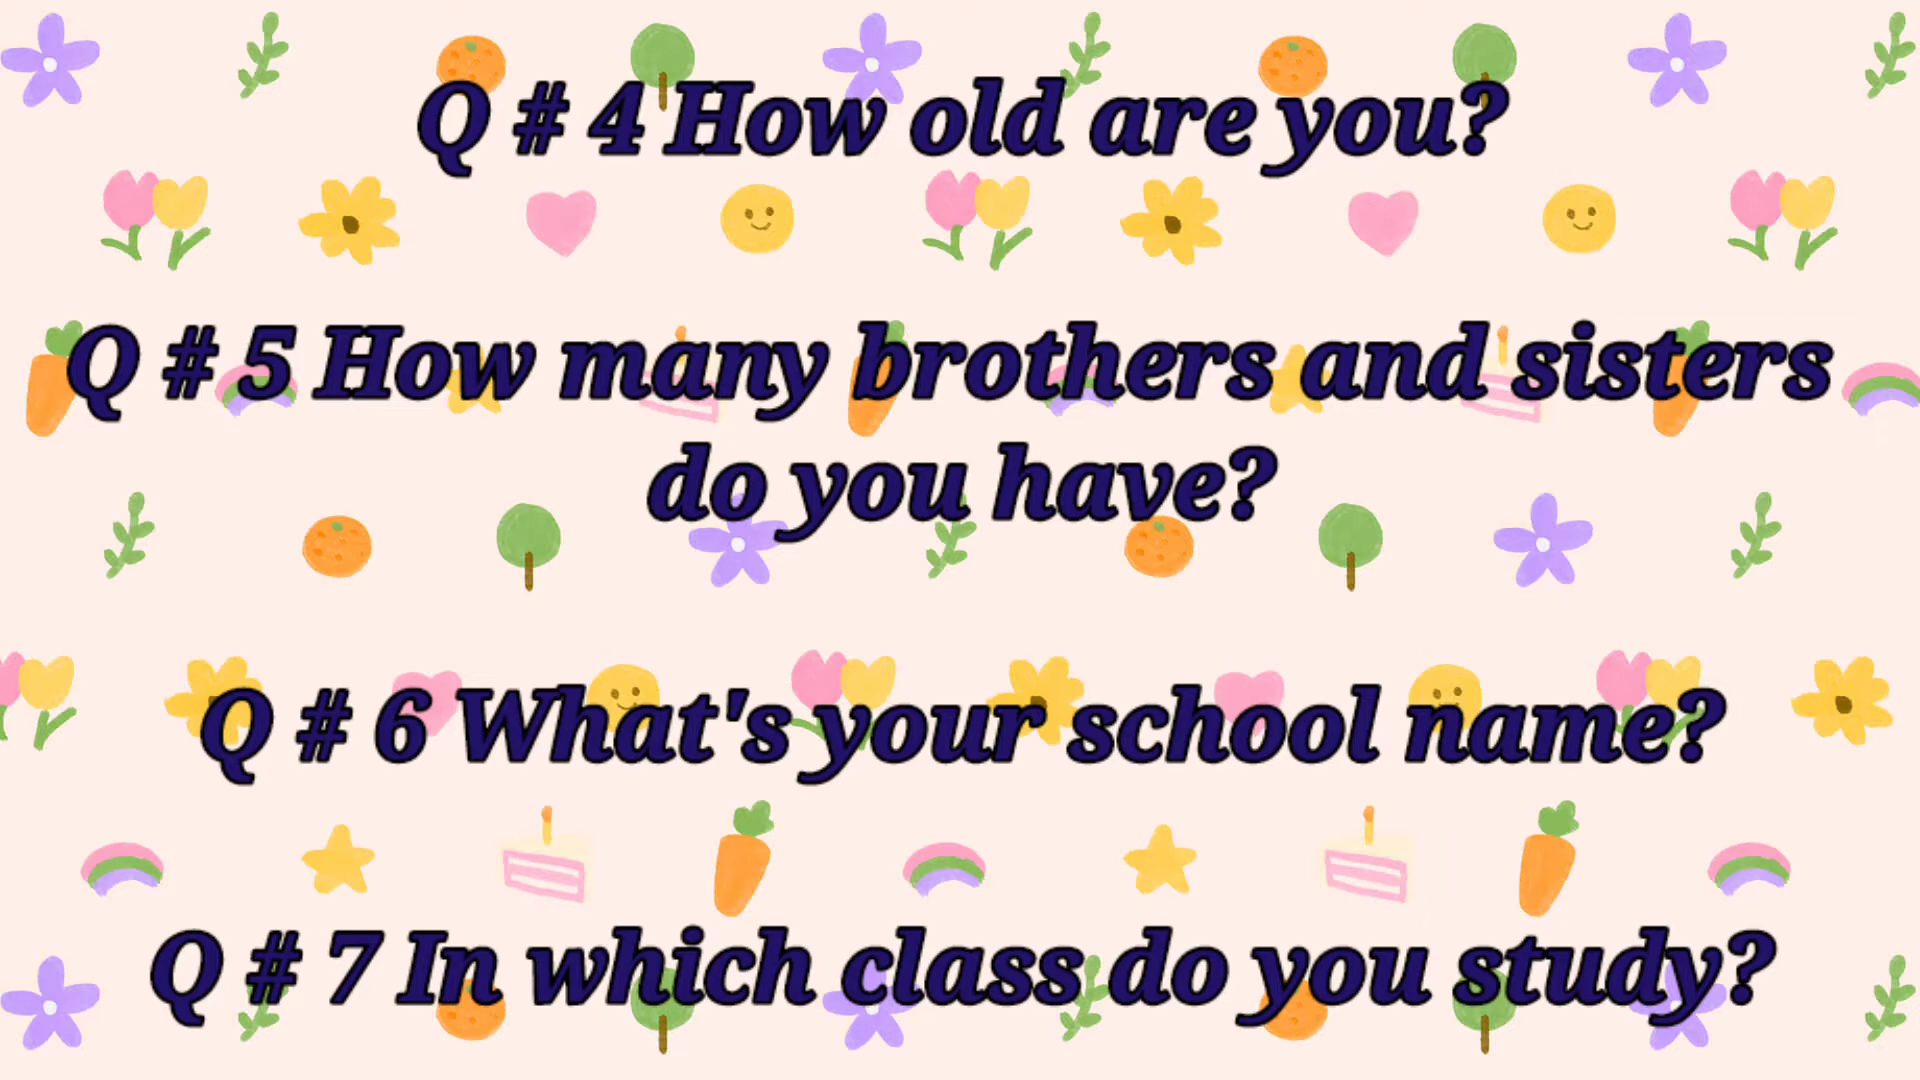 Q # 4 How old are you?
Q # 5 How many brothers and sisters
do you have?
Q # 6 What's your school name?
Q # 7 In which class do you study?